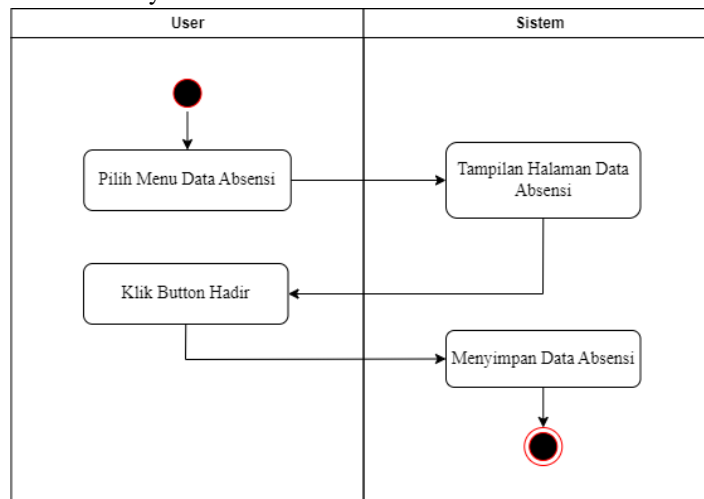 User
Sistem
Pilih Menu Data Absensi
Tampilan Halaman Data
Absensi
Klik Button Hadir
Menyimpan Data Absensi